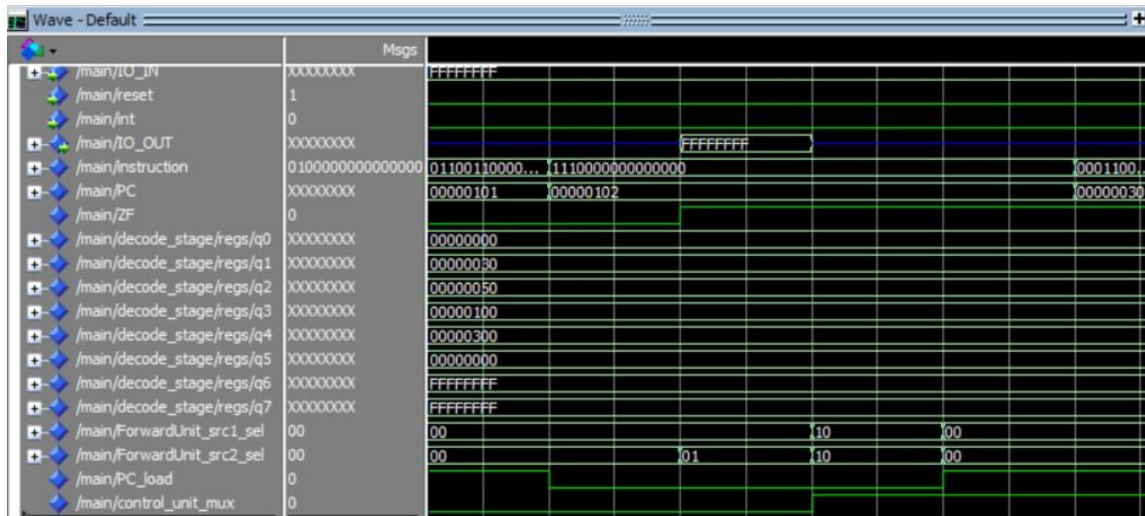 Wave - Default
Msgs
/main/IO_IN XXXXXXXX FFFFFFFF
/main/reset 1
/main/int 0
/main/IO_OUT XXXXXXXX FFFFFFFF
/main/instruction 0100000000000000 01100110000... 1110000000000000 0001100...
/main/PC XXXXXXXX 00000101 00000102 00000030
/main/ZF 0
/main/decode_stage/regs/q0 XXXXXXXX 00000000
/main/decode_stage/regs/q1 XXXXXXXX 00000030
/main/decode_stage/regs/q2 XXXXXXXX 00000050
/main/decode_stage/regs/q3 XXXXXXXX 00000100
/main/decode_stage/regs/q4 XXXXXXXX 00000300
/main/decode_stage/regs/q5 XXXXXXXX 00000000
/main/decode_stage/regs/q6 XXXXXXXX FFFFFFFF
/main/decode_stage/regs/q7 XXXXXXXX FFFFFFFF
/main/ForwardUnit_src1_sel 00 00 10 00
/main/ForwardUnit_src2_sel 00 00 01 10 00
/main/PC_load 0
/main/control_unit_mux 0